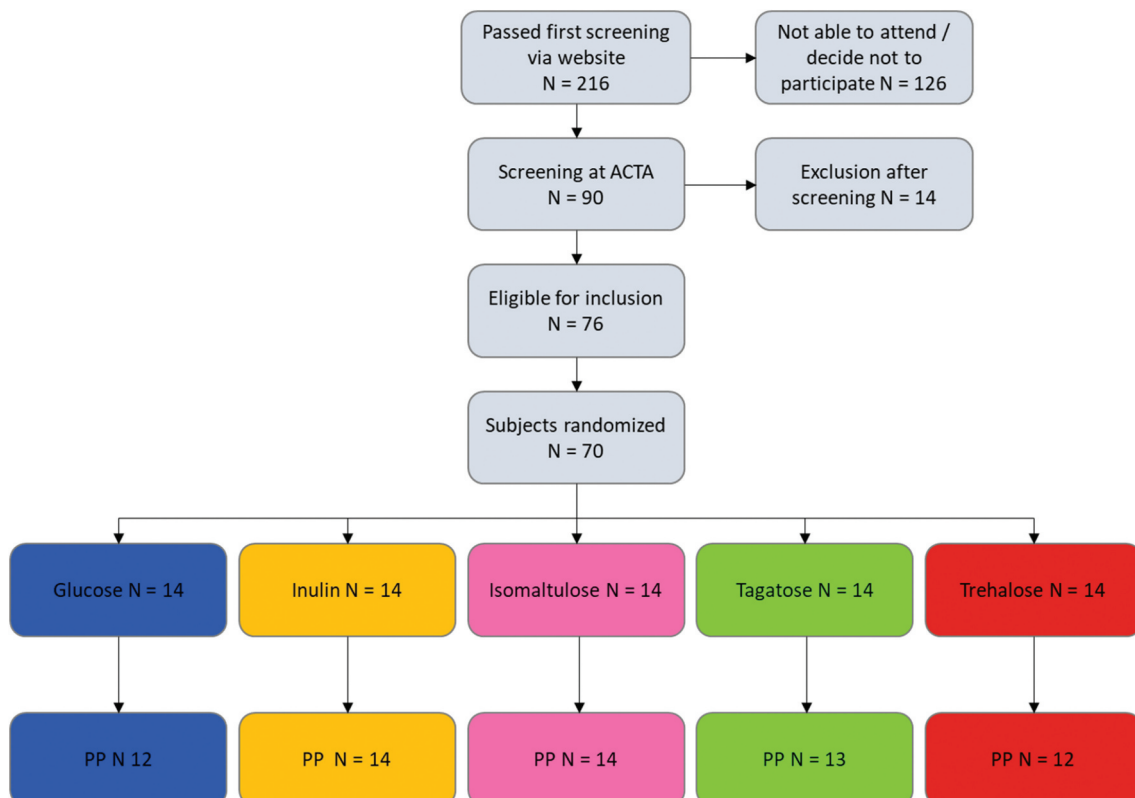 Passed first screening
via website
N = 216
Not able to attend /
decide not to
participate N = 126
Screening at ACTA
N = 90
Exclusion after
screening N = 14
Eligible for inclusion
N = 76
Subjects randomized
N = 70
Glucose N = 14
Inulin N = 14
Isomaltulose N = 14
Tagatose N = 14
Trehalose N = 14
PP N 12
PP N = 14
PP N = 14
PP N = 13
PP N = 12